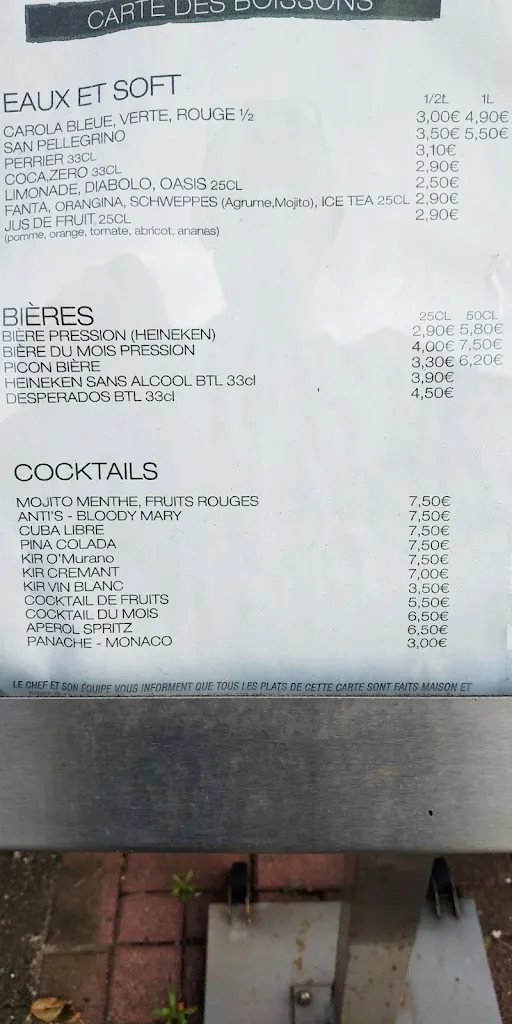 CARTE DES BOISSONS
EAUX ET SOFT 1/2L 1L
CAROLA BLEUE, VERTE, ROUGE ½ 3,00€ 4,90€
SAN PELLEGRINO 3,50€ 5,50€
PERRIER 33CL 3,10€
COCA,ZERO 33CL 2,90€
LIMONADE, DIABOLO, OASIS 25CL 2,50€
FANTA, ORANGINA, SCHWEPPES (Agrume,Mojito), ICE TEA 25CL 2,90€
JUS DE FRUIT 25CL 2,90€
(pomme, orange, tomate, abricot, ananas)
BIÈRES 25CL 50CL
BIÈRE PRESSION (HEINEKEN) 2,90€ 5,80€
BIÈRE DU MOIS PRESSION 4,00€ 7,50€
PICON BIÈRE 3,30€ 6,20€
HEINEKEN SANS ALCOOL BTL 33cl 3,90€
DESPERADOS BTL 33cl 4,50€
COCKTAILS
MOJITO MENTHE, FRUITS ROUGES 7,50€
ANTI'S - BLOODY MARY 7,50€
CUBA LIBRE 7,50€
PINA COLADA 7,50€
KIR O'Murano 7,50€
KIR CREMANT 7,00€
KIR VIN BLANC 3,50€
COCKTAIL DE FRUITS 5,50€
COCKTAIL DU MOIS 6,50€
APEROL SPRITZ 6,50€
PANACHE - MONACO 3,00€
LE CHEF ET SON ÉQUIPE VOUS INFORMENT QUE TOUS LES PLATS DE CETTE CARTE SONT FAITS MAISON ET